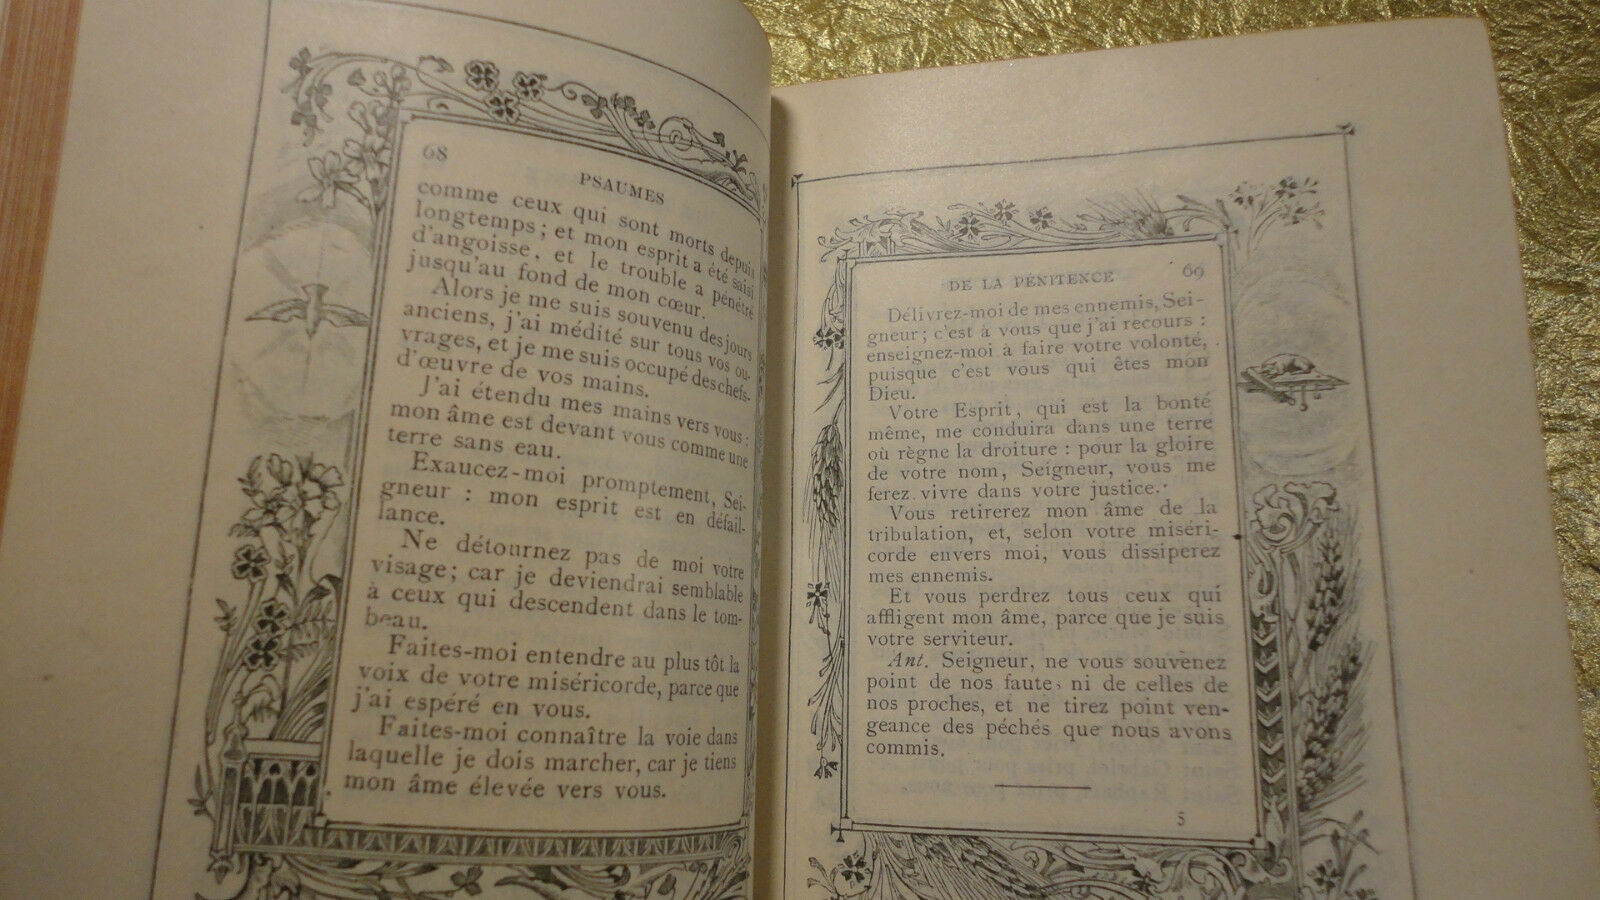 68
PSAUMES
comme ceux qui sont morts depuis
longtemps; et mon esprit a été saisi
d'angoisse, et le trouble a pénétré
jusqu'au fond de mon cœur.
Alors je me suis souvenu des jours
anciens, j'ai médité sur tous vos ou-
vrages, et je me suis occupé des chefs-
d'œuvre de vos mains.
J'ai étendu mes mains vers vous:
mon âme est devant vous comme une
terre sans eau.
Exaucez-moi promptement, Sei-
gneur : mon esprit est en défail-
lance.
Ne détournez pas de moi votre
visage; car je deviendrai semblable
à ceux qui descendent dans le tom-
beau.
Faites-moi entendre au plus tôt la
voix de votre miséricorde, parce que
j'ai espéré en vous.
Faites-moi connaître la voie dans
laquelle je dois marcher, car je tiens
mon âme élevée vers vous.
DE LA PÉNITENCE
69
Délivrez-moi de mes ennemis, Sei-
gneur; c'est à vous que j'ai recours :
enseignez-moi à faire votre volonté,
puisque c'est vous qui êtes mon
Dieu.
Votre Esprit, qui est la bonté
même, me conduira dans une terre
où règne la droiture : pour la gloire
de votre nom, Seigneur, vous me
ferez vivre dans votre justice.
Vous retirerez mon âme de la
tribulation, et, selon votre miséri-
corde envers moi, vous dissiperez
mes ennemis.
Et vous perdrez tous ceux qui
affligent mon âme, parce que je suis
votre serviteur.
Ant. Seigneur, ne vous souvenez
point de nos faute, ni de celles de
nos proches, et ne tirez point ven-
geance des péchés que nous avons
commis.
5